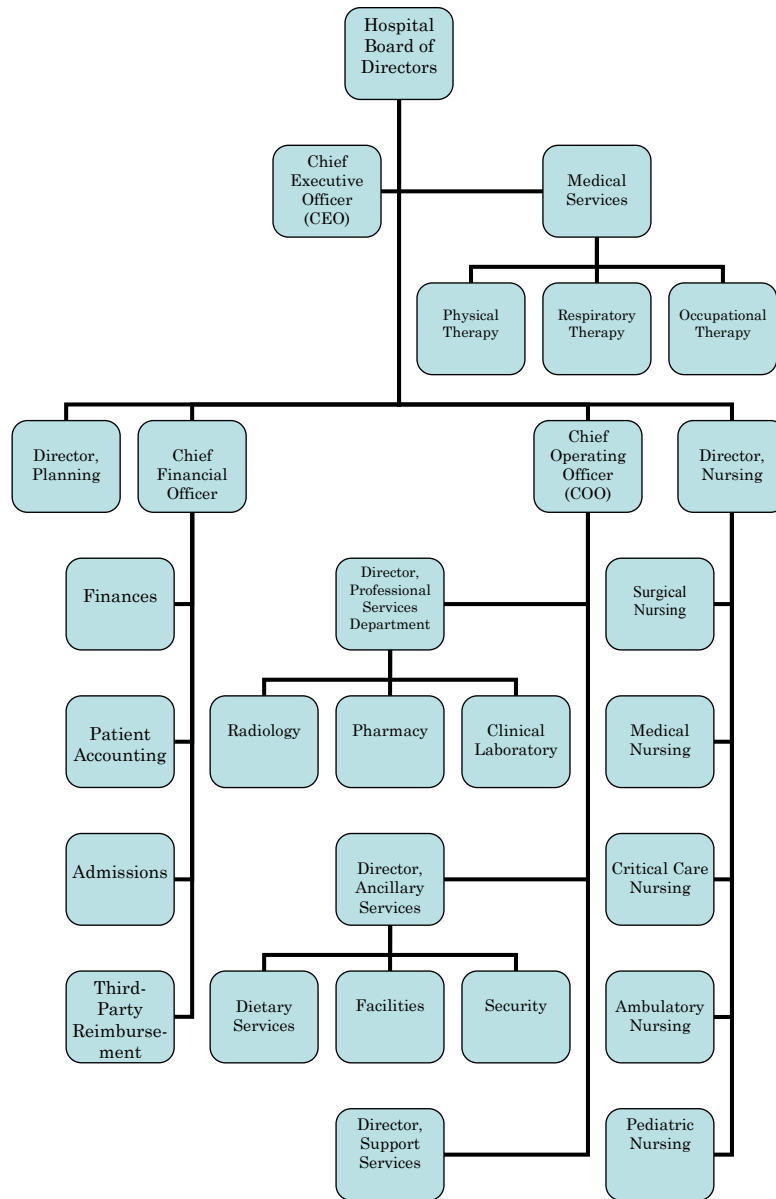 Hospital
Board of
Directors
Chief
Executive
Officer
(CEO)
Medical
Services
Physical
Therapy
Respiratory
Therapy
Occupational
Therapy
Director,
Planning
Chief
Financial
Officer
Chief
Operating
Officer
(COO)
Director,
Nursing
Finances
Director,
Professional
Services
Department
Surgical
Nursing
Patient
Accounting
Radiology
Pharmacy
Clinical
Laboratory
Medical
Nursing
Admissions
Director,
Ancillary
Services
Critical Care
Nursing
Third-
Party
Reimburse-
ment
Dietary
Services
Facilities
Security
Ambulatory
Nursing
Director,
Support
Services
Pediatric
Nursing